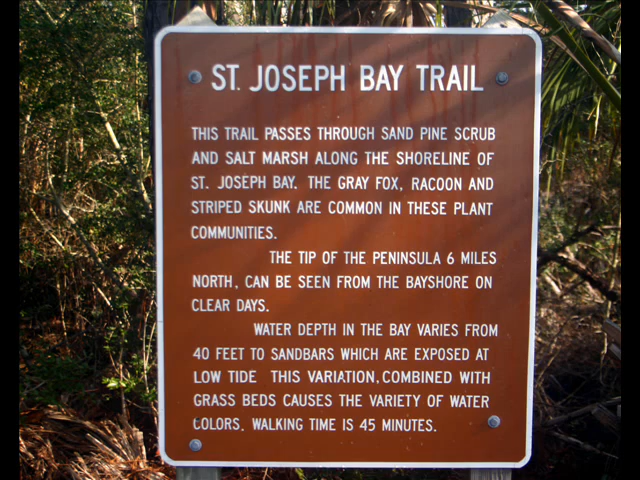 ST. JOSEPH BAY TRAIL
THIS TRAIL PASSES THROUGH SAND PINE SCRUB
AND SALT MARSH ALONG THE SHORELINE OF
ST. JOSEPH BAY. THE GRAY FOX, RACOON AND
STRIPED SKUNK ARE COMMON IN THESE PLANT
COMMUNITIES.
THE TIP OF THE PENINSULA 6 MILES
NORTH, CAN BE SEEN FROM THE BAYSHORE ON
CLEAR DAYS.
WATER DEPTH IN THE BAY VARIES FROM
40 FEET TO SANDBARS WHICH ARE EXPOSED AT
LOW TIDE THIS VARIATION, COMBINED WITH
GRASS BEDS CAUSES THE VARIETY OF WATER
COLORS. WALKING TIME IS 45 MINUTES.